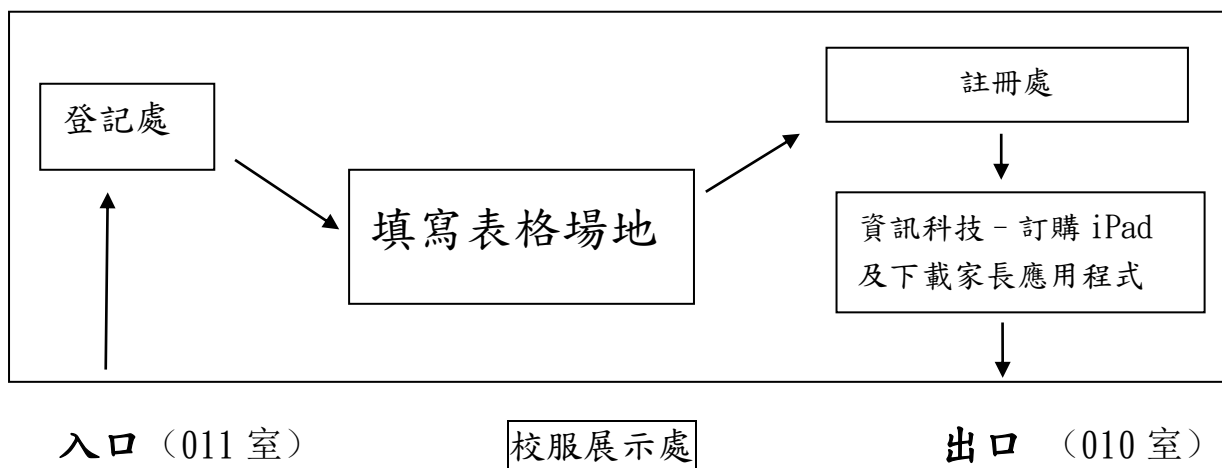 登記處
填寫表格場地
註冊處
資訊科技 - 訂購 iPad
及下載家長應用程式
入口（011 室）
校服展示處
出口 （010 室）